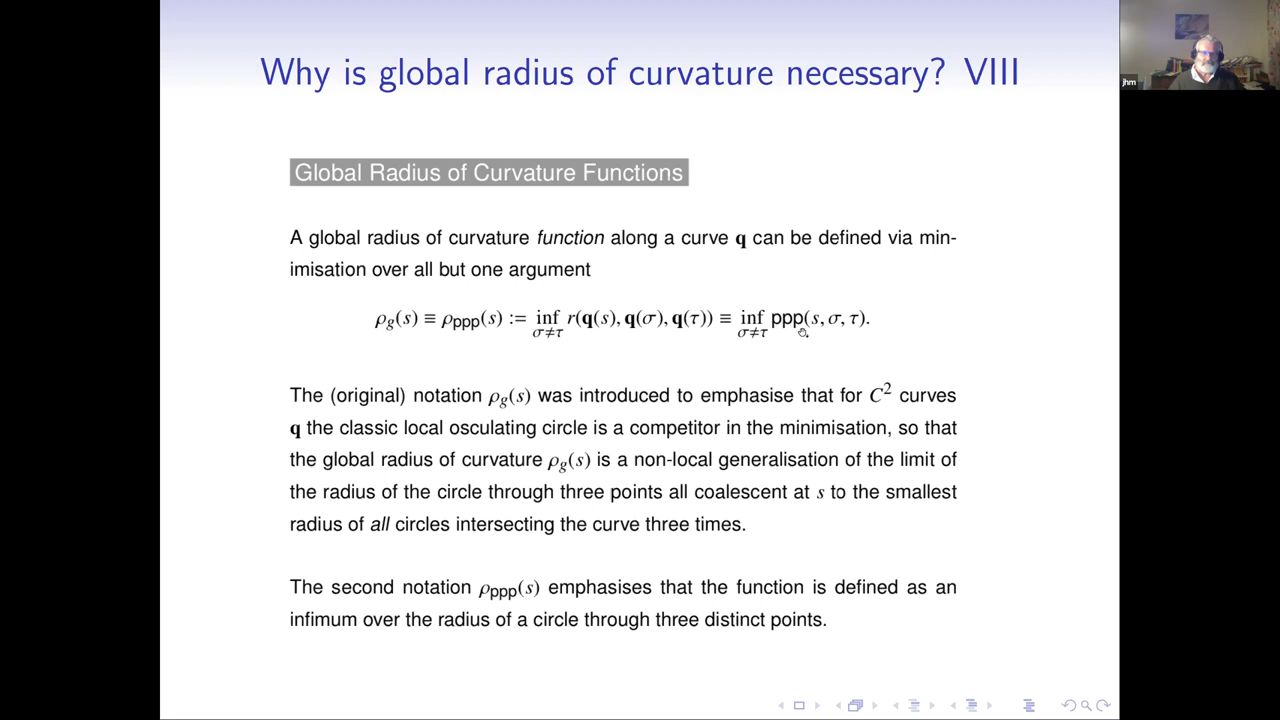 Why is global radius of curvature necessary? VIII
jhm
Global Radius of Curvature Functions
A global radius of curvature function along a curve q can be defined via min-
imisation over all but one argument
ρg(s) ≡ ρppp(s) := inf σ≠τ r(q(s), q(σ), q(τ)) ≡ inf σ≠τ ppp(s, σ, τ).
The (original) notation ρg(s) was introduced to emphasise that for C² curves
q the classic local osculating circle is a competitor in the minimisation, so that
the global radius of curvature ρg(s) is a non-local generalisation of the limit of
the radius of the circle through three points all coalescent at s to the smallest
radius of all circles intersecting the curve three times.
The second notation ρppp(s) emphasises that the function is defined as an
infimum over the radius of a circle through three distinct points.